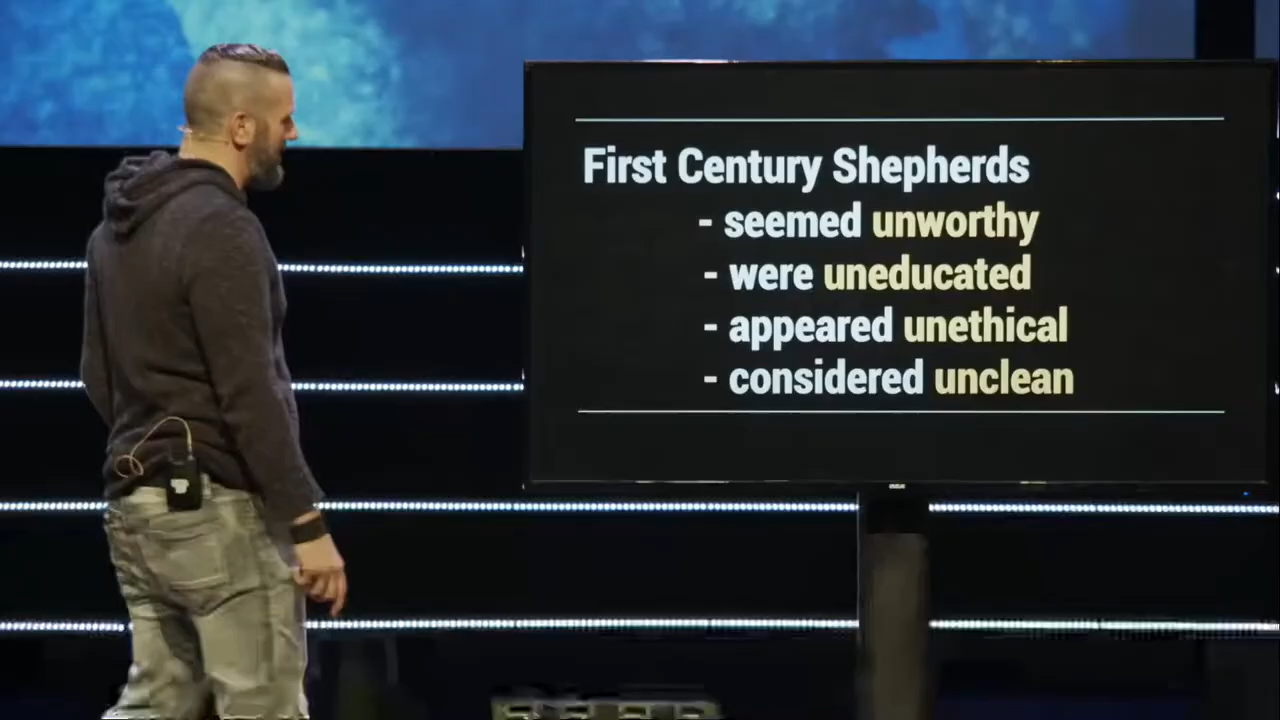 First Century Shepherds
- seemed unworthy
- were uneducated
- appeared unethical
- considered unclean